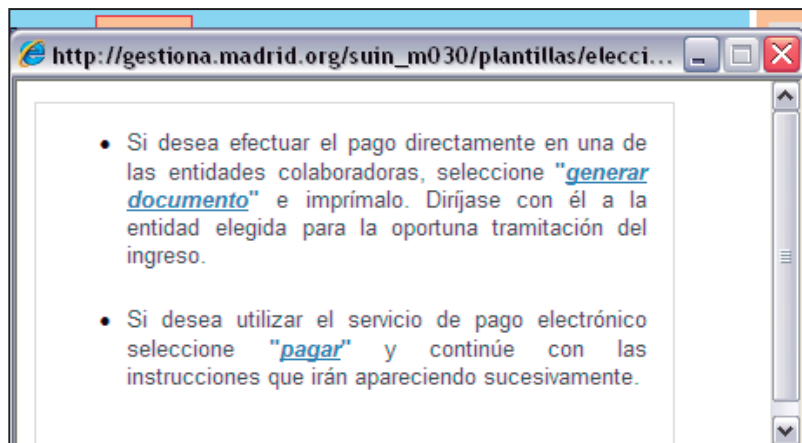 http://gestiona.madrid.org/suin_m030/plantillas/elecci...
• Si desea efectuar el pago directamente en una de
las entidades colaboradoras, seleccione "generar
documento" e imprímalo. Diríjase con él a la
entidad elegida para la oportuna tramitación del
ingreso.
• Si desea utilizar el servicio de pago electrónico
seleccione "pagar" y continúe con las
instrucciones que irán apareciendo sucesivamente.